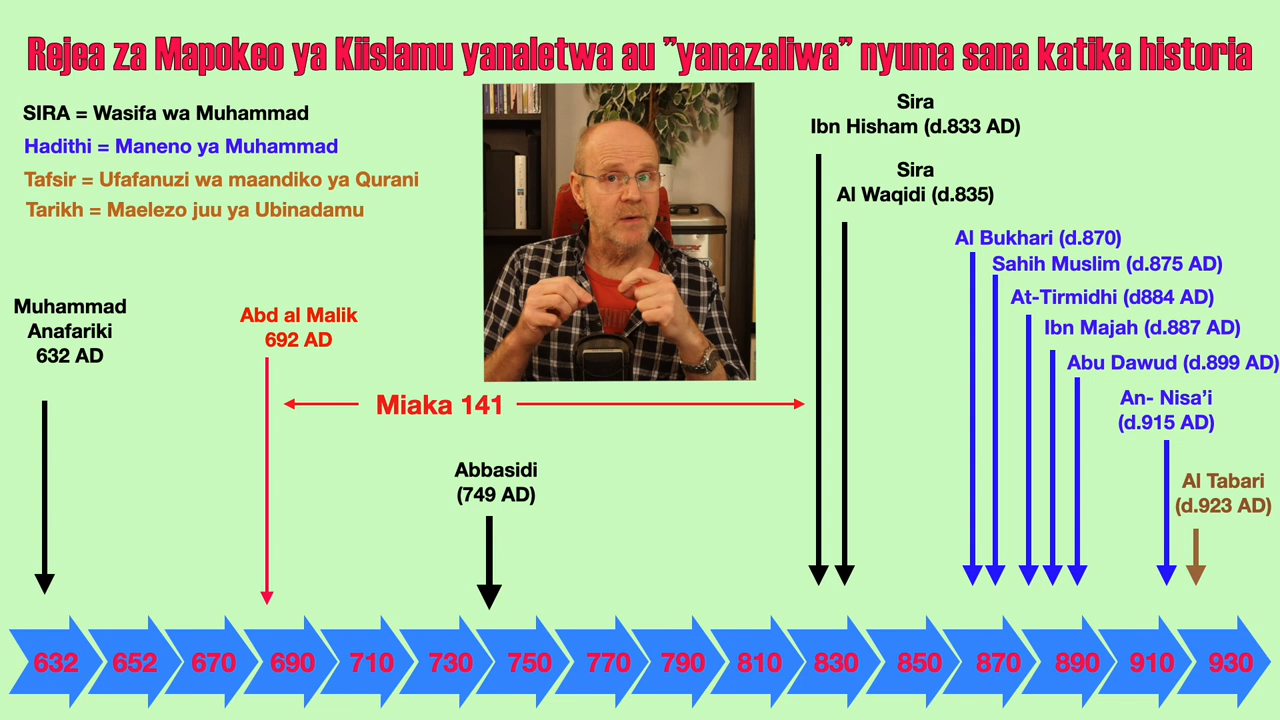 Rejea za Mapokeo ya Kiislamu yanaletwa au ”yanazaliwa” nyuma sana katika historia
SIRA = Wasifa wa Muhammad
Hadithi = Maneno ya Muhammad
Tafsir = Ufafanuzi wa maandiko ya Qurani
Tarikh = Maelezo juu ya Ubinadamu
Sira
Ibn Hisham (d.833 AD)
Sira
Al Waqidi (d.835)
Al Bukhari (d.870)
Sahih Muslim (d.875 AD)
At-Tirmidhi (d884 AD)
Ibn Majah (d.887 AD)
Abu Dawud (d.899 AD)
An- Nisa’i
(d.915 AD)
Al Tabari
(d.923 AD)
Muhammad
Anafariki
632 AD
Abd al Malik
692 AD
Miaka 141
Abbasidi
(749 AD)
632 652 670 690 710 730 750 770 790 810 830 850 870 890 910 930